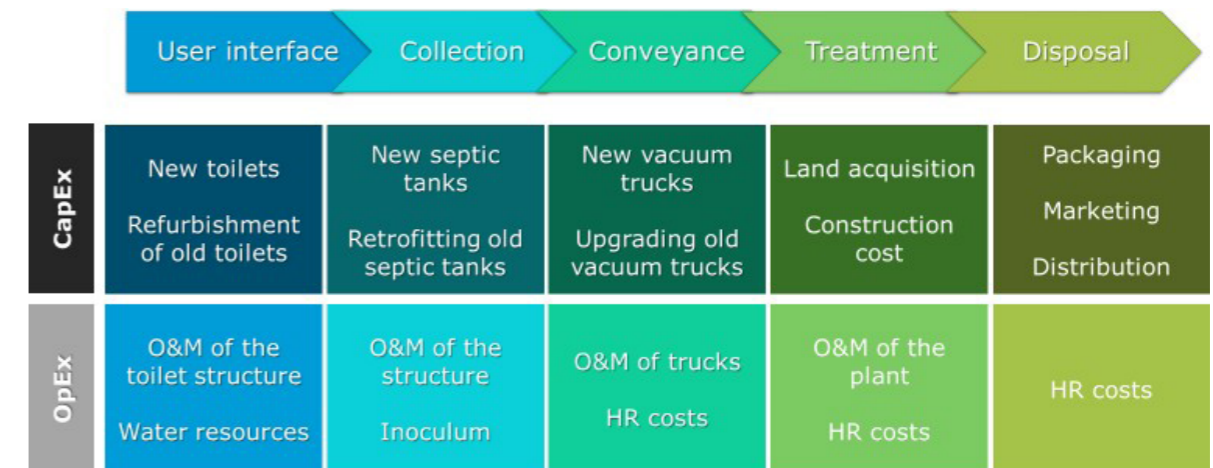 User interface
Collection
Conveyance
Treatment
Disposal
CapEx
New toilets
Refurbishment
of old toilets
New septic
tanks
Retrofitting old
septic tanks
New vacuum
trucks
Upgrading old
vacuum trucks
Land acquisition
Construction
cost
Packaging
Marketing
Distribution
OpEx
O&M of the
toilet structure
Water resources
O&M of the
structure
Inoculum
O&M of trucks
HR costs
O&M of the
plant
HR costs
HR costs